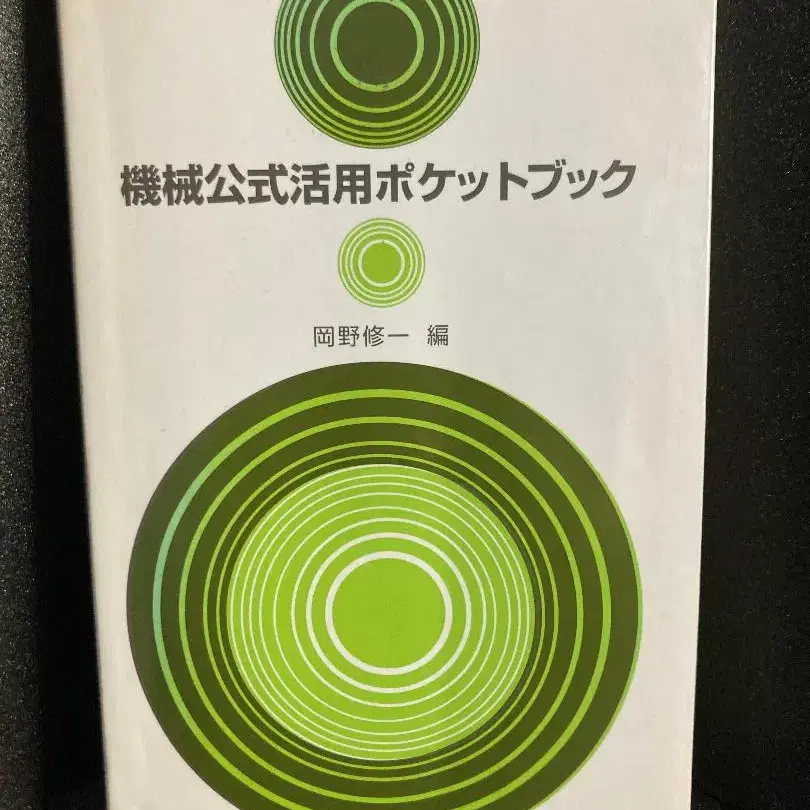 機械公式活用ポケットブック
岡野修一 編